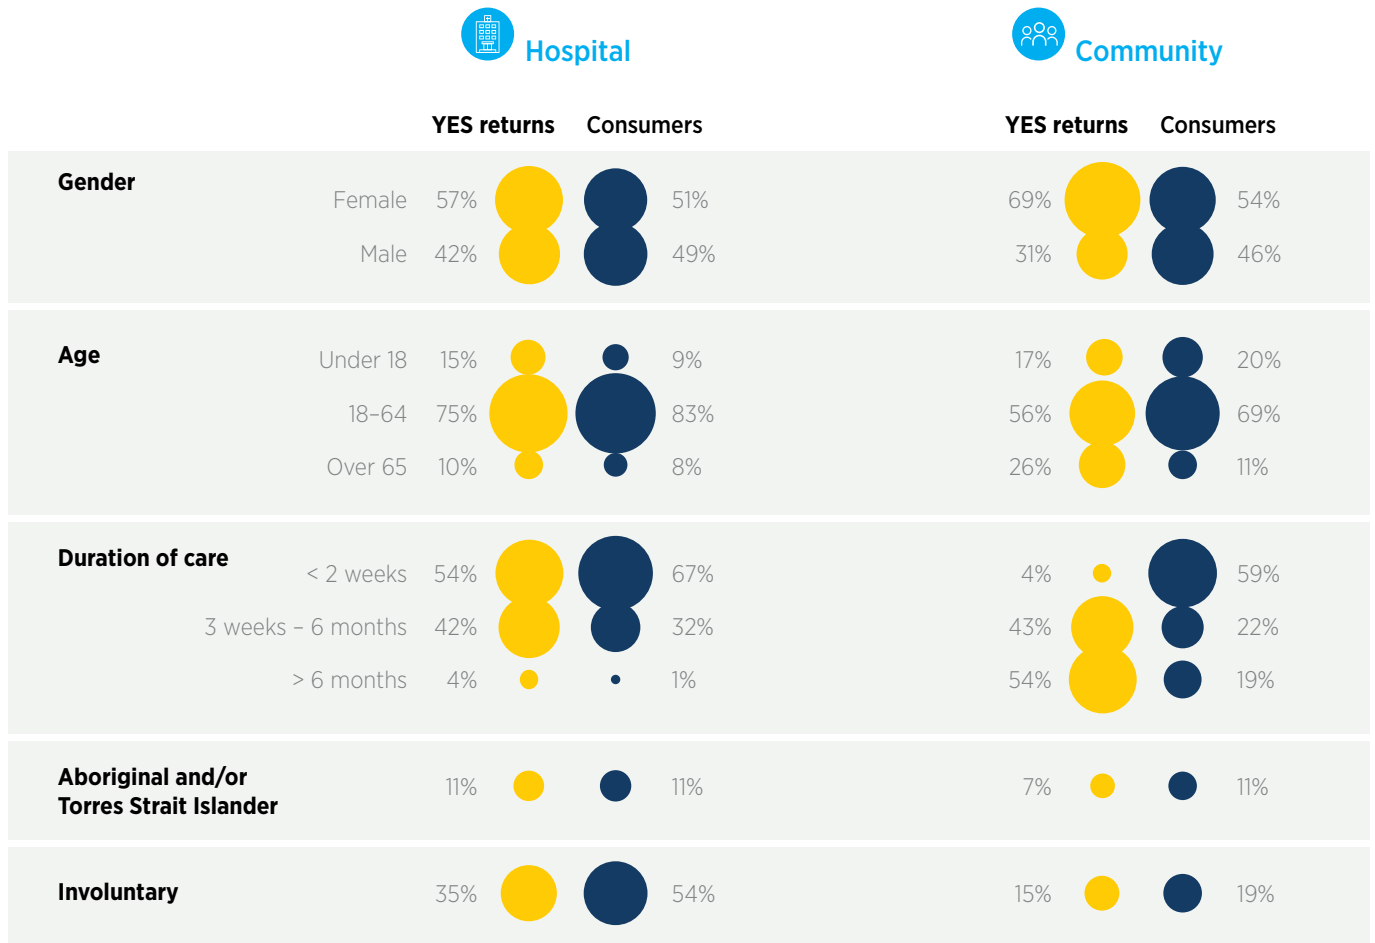 Hospital Community
YES returns Consumers YES returns Consumers
Gender
Female 57% 51% 69% 54%
Male 42% 49% 31% 46%
Age
Under 18 15% 9% 17% 20%
18–64 75% 83% 56% 69%
Over 65 10% 8% 26% 11%
Duration of care
< 2 weeks 54% 67% 4% 59%
3 weeks – 6 months 42% 32% 43% 22%
> 6 months 4% 1% 54% 19%
Aboriginal and/or
Torres Strait Islander
11% 11% 7% 11%
Involuntary 35% 54% 15% 19%